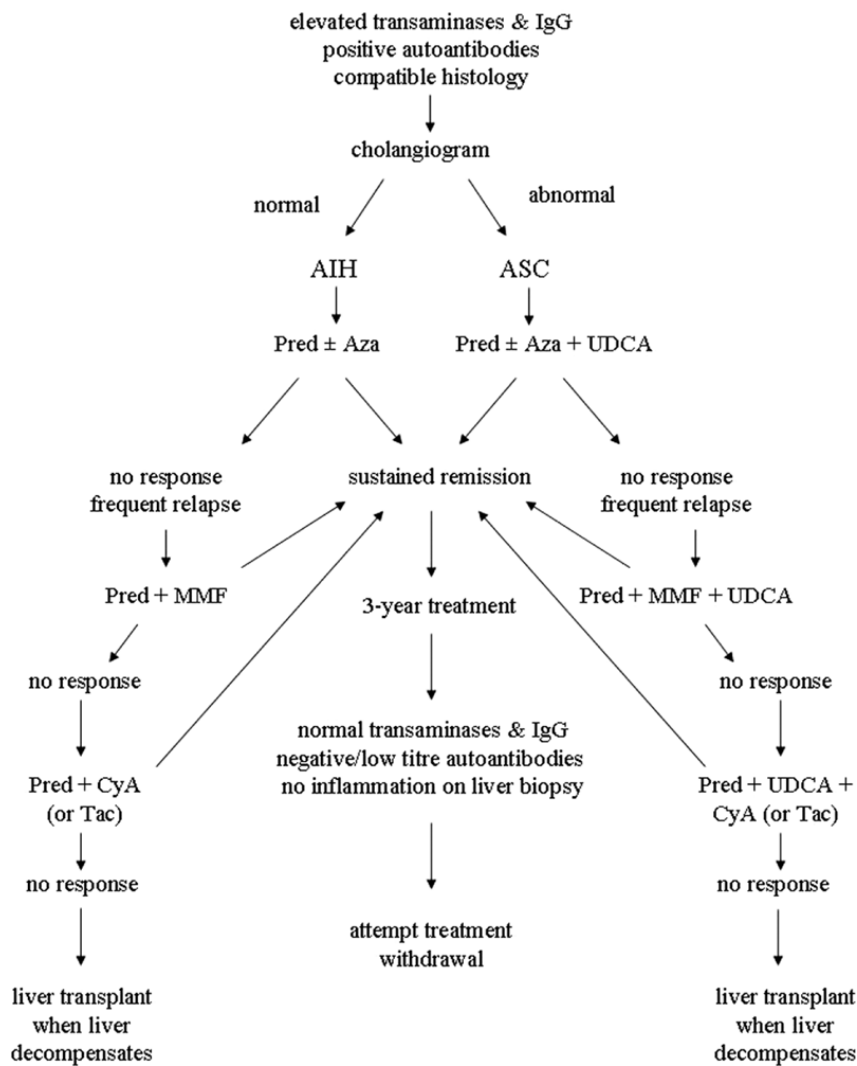 elevated transaminases & IgG
positive autoantibodies
compatible histology
cholangiogram
normal
abnormal
AIH
ASC
Pred ± Aza
Pred ± Aza + UDCA
no response
frequent relapse
sustained remission
no response
frequent relapse
Pred + MMF
3-year treatment
Pred + MMF + UDCA
no response
no response
normal transaminases & IgG
negative/low titre autoantibodies
no inflammation on liver biopsy
Pred + CyA
(or Tac)
Pred + UDCA +
CyA (or Tac)
no response
no response
attempt treatment
withdrawal
liver transplant
when liver
decompensates
liver transplant
when liver
decompensates